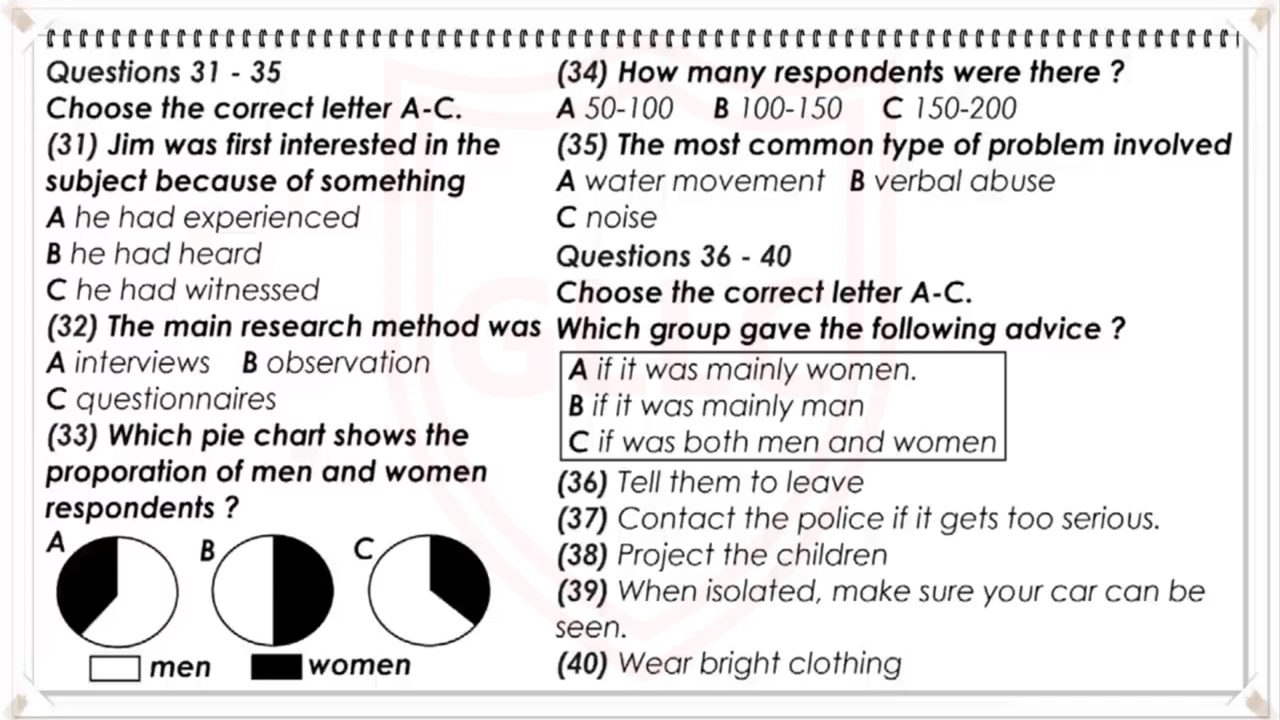 Questions 31 - 35
Choose the correct letter A-C.
(31) Jim was first interested in the
subject because of something
A he had experienced
B he had heard
C he had witnessed
(32) The main research method was
A interviews B observation
C questionnaires
(33) Which pie chart shows the
proporation of men and women
respondents ?
A B C
men women
(34) How many respondents were there ?
A 50-100 B 100-150 C 150-200
(35) The most common type of problem involved
A water movement B verbal abuse
C noise
Questions 36 - 40
Choose the correct letter A-C.
Which group gave the following advice ?
A if it was mainly women.
B if it was mainly man
C if was both men and women
(36) Tell them to leave
(37) Contact the police if it gets too serious.
(38) Project the children
(39) When isolated, make sure your car can be
seen.
(40) Wear bright clothing